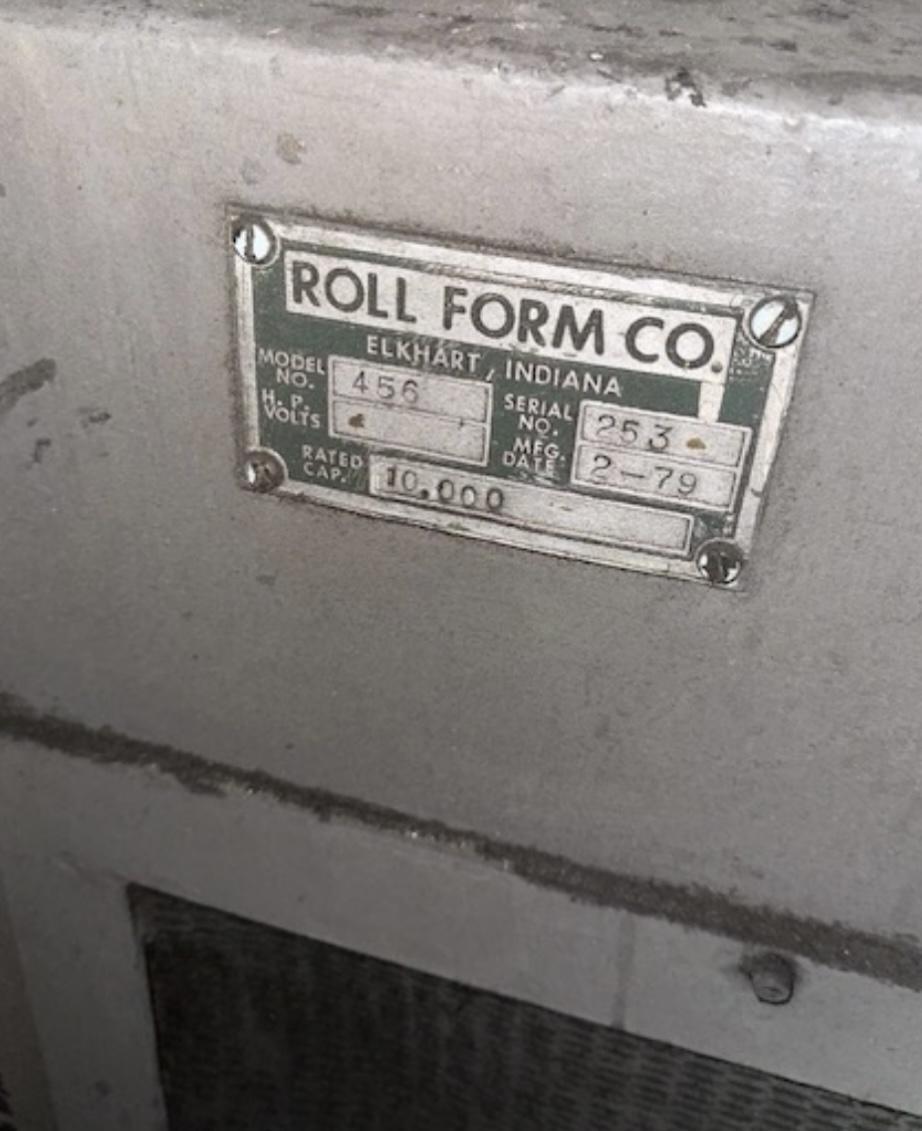 ROLL FORM CO.
ELKHART, INDIANA
MODEL NO. 456
H. P. VOLTS
SERIAL NO. 253
MFG. DATE 2-79
RATED CAP. 10,000